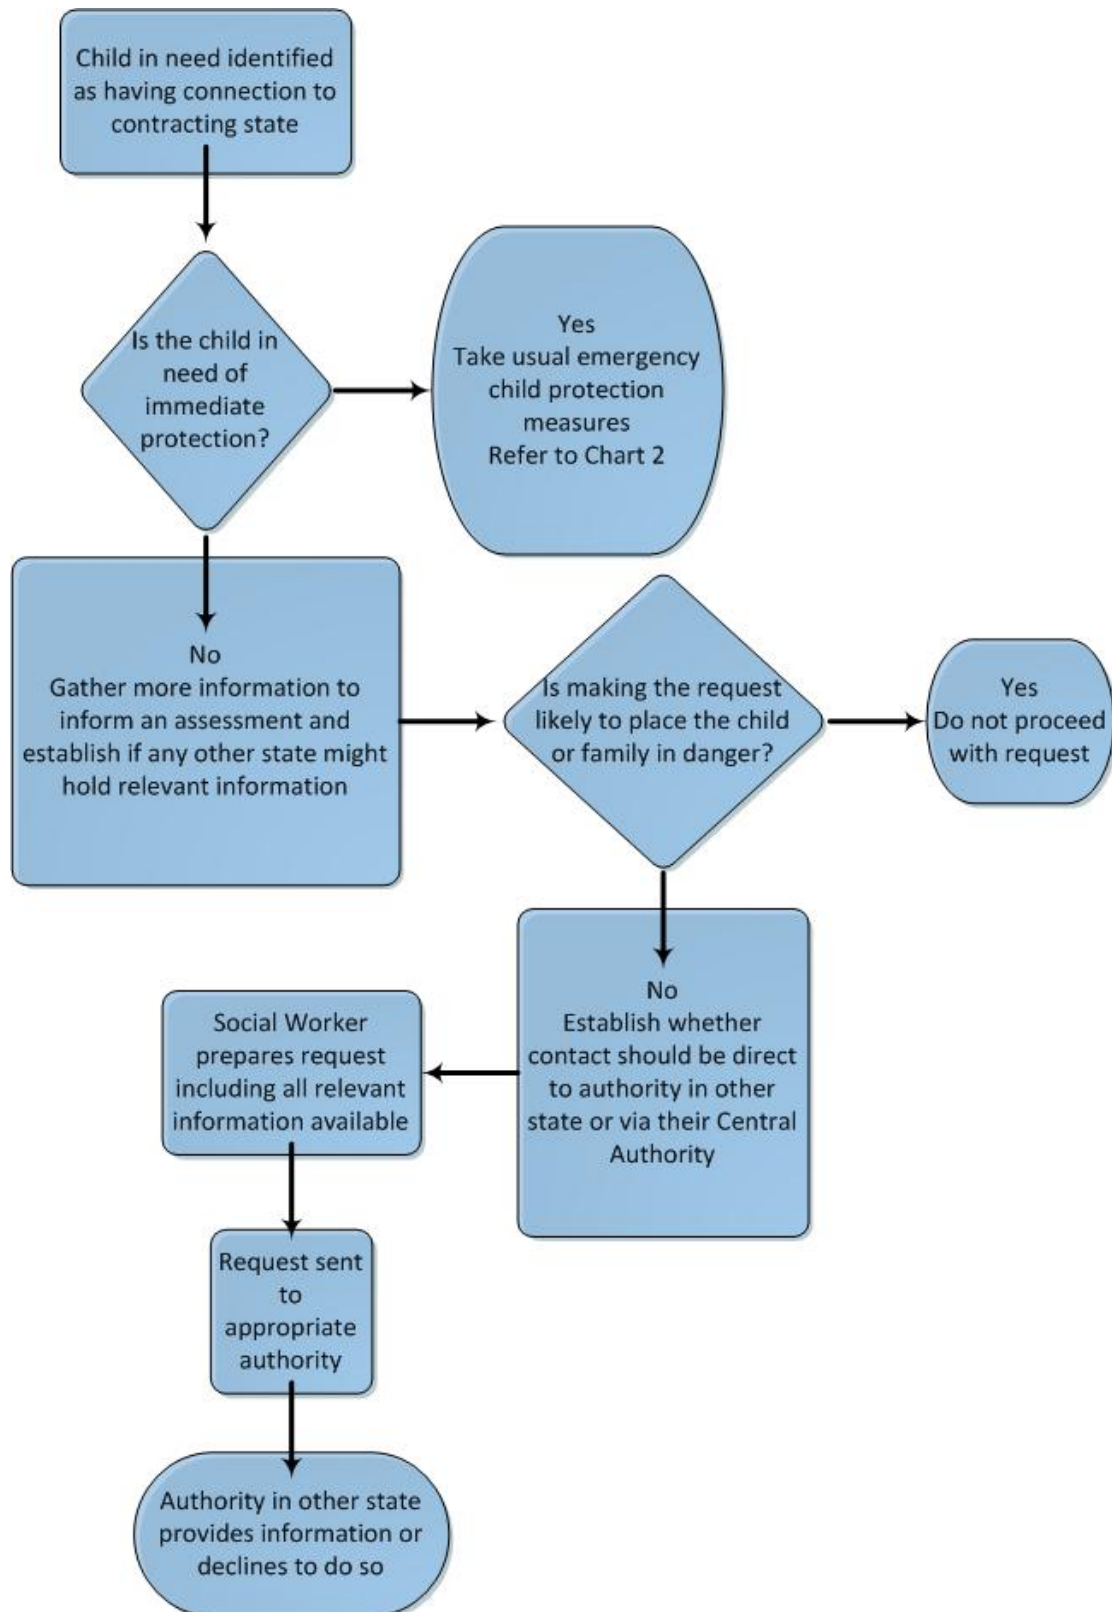 Child in need identified
as having connection to
contracting state
Is the child in
need of
immediate
protection?
Yes
Take usual emergency
child protection
measures
Refer to Chart 2
No
Gather more information to
inform an assessment and
establish if any other state might
hold relevant information
Is making the request
likely to place the child
or family in danger?
Yes
Do not proceed
with request
No
Establish whether
contact should be direct
to authority in other
state or via their Central
Authority
Social Worker
prepares request
including all relevant
information available
Request sent
to
appropriate
authority
Authority in other state
provides information or
declines to do so